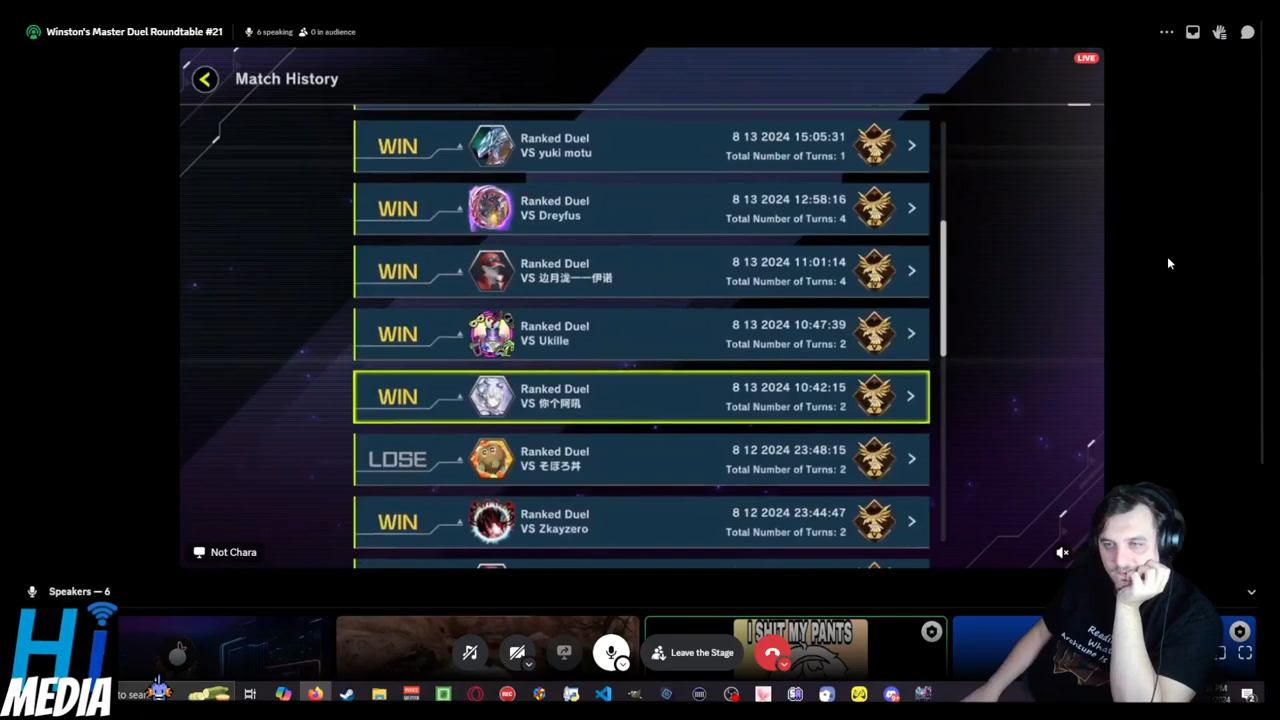 Winston's Master Duel Roundtable #21
6 speaking
0 in audience
LIVE
Match History
WIN
Ranked Duel
VS yuki motu
8 13 2024 15:05:31
Total Number of Turns: 1
WIN
Ranked Duel
VS Dreyfus
8 13 2024 12:58:16
Total Number of Turns: 4
WIN
Ranked Duel
VS 边月泷一一伊诺
8 13 2024 11:01:14
Total Number of Turns: 4
WIN
Ranked Duel
VS Ukille
8 13 2024 10:47:39
Total Number of Turns: 2
WIN
Ranked Duel
VS 你个阿吼
8 13 2024 10:42:15
Total Number of Turns: 2
LOSE
Ranked Duel
VS そぼろ丼
8 12 2024 23:48:15
Total Number of Turns: 2
WIN
Ranked Duel
VS Zkayzero
8 12 2024 23:44:47
Total Number of Turns: 2
Not Chara
Speakers — 6
I SHIT MY PANTS
Leave the Stage
Hi
MEDIA
to sear
REC